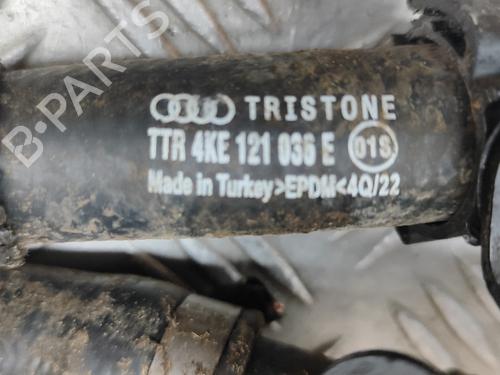 B-PARTS
TRISTONE
TTR 4KE 121 036 E 01S
Made in Turkey >EPDM< 4Q/22